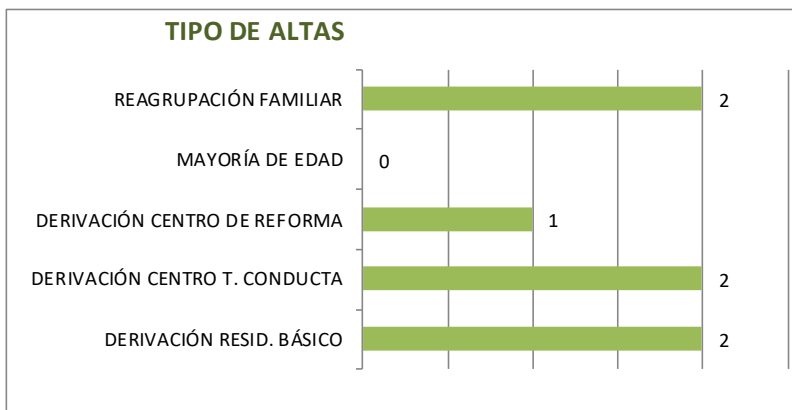 TIPO DE ALTAS
REAGRUPACIÓN FAMILIAR 2
MAYORÍA DE EDAD 0
DERIVACIÓN CENTRO DE REFORMA 1
DERIVACIÓN CENTRO T. CONDUCTA 2
DERIVACIÓN RESID. BÁSICO 2